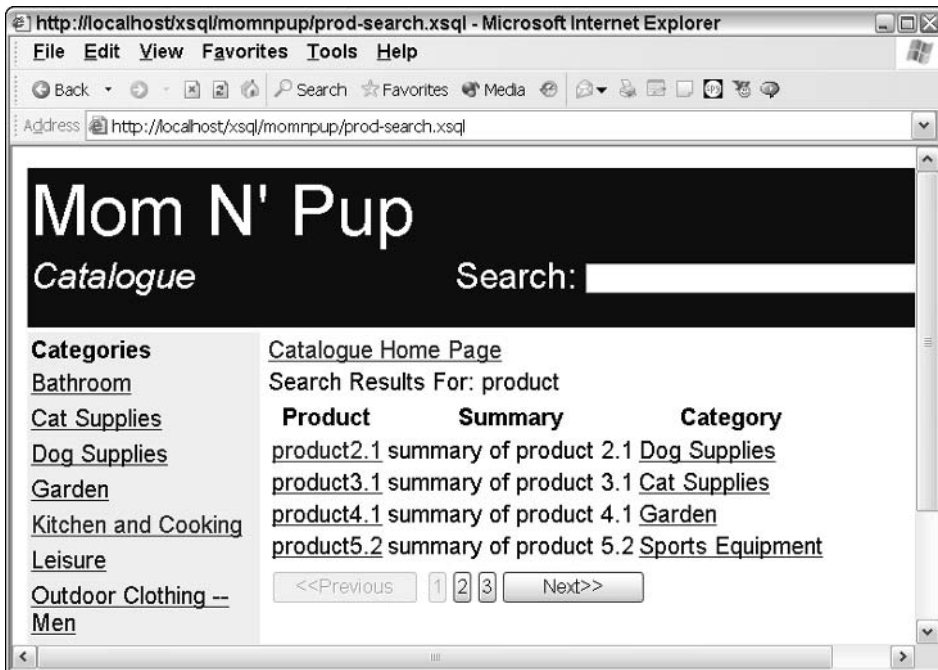 http://localhost/xsql/momnpup/prod-search.xsql - Microsoft Internet Explorer
File Edit View Favorites Tools Help
Back Search Favorites Media
Address http://localhost/xsql/momnpup/prod-search.xsql
Mom N' Pup
Catalogue Search:
Categories
Bathroom
Cat Supplies
Dog Supplies
Garden
Kitchen and Cooking
Leisure
Outdoor Clothing --
Men
Catalogue Home Page
Search Results For: product
Product Summary Category
product2.1 summary of product 2.1 Dog Supplies
product3.1 summary of product 3.1 Cat Supplies
product4.1 summary of product 4.1 Garden
product5.2 summary of product 5.2 Sports Equipment
<<Previous 1 2 3 Next>>